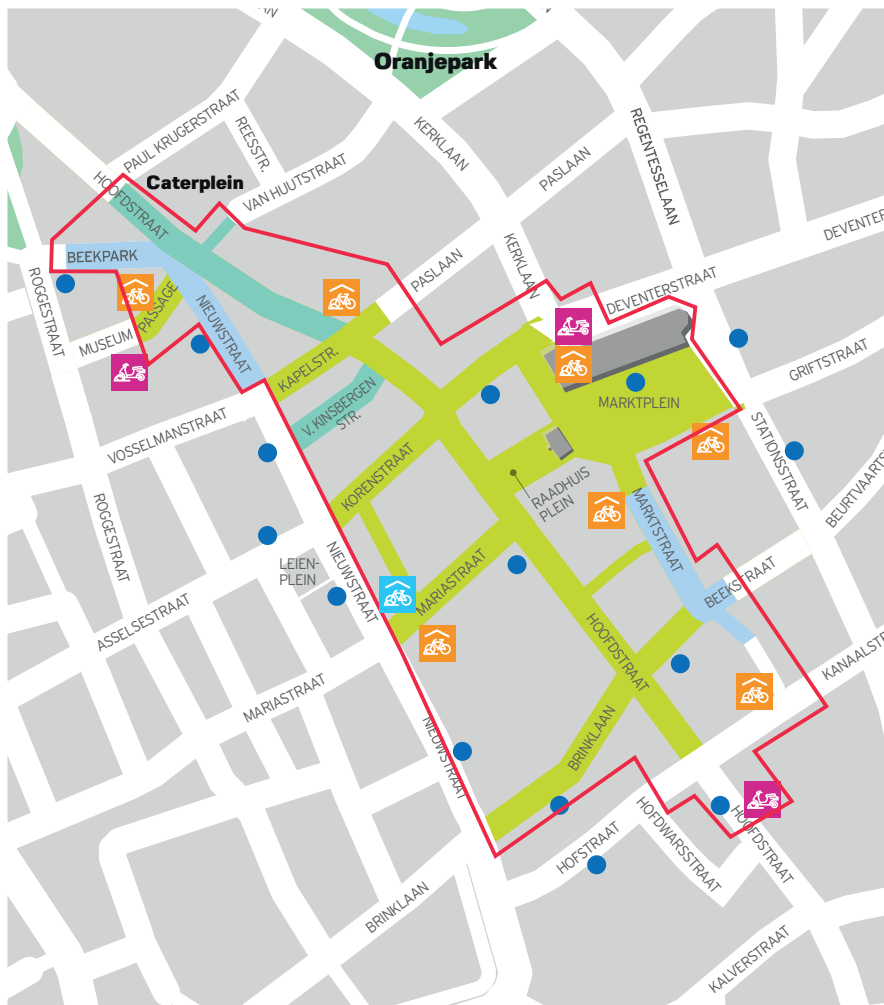 AN
Oranjepark
PAUL KRUGERSTRAAT
REESSTR.
KERKLAAN
REGENTESSELAAN
PASLAAN
Caterplein
HOOFDSTRAAT
VAN HUUTSTRAAT
DEVENTER
BEEKPARK
KERKLAAN
PASLAAN
DEVENTERSTRAAT
ROGGESTRAAT
PASSAGE
MUSEUM
NIEUWSTRAAT
GRIFTSTRAAT
KAPELSTR.
V. KINSBERGEN
STR.
MARKTPLEIN
VOSSELMANSTRAAT
STATIONSSTRAAT
KORENSTRAAT
BEURTVAARTS
RAADHUIS
PLEIN
ROGGESTRAAT
MARKTSTRAAT
LEIEN-
PLEIN
NIEUWSTRAAT
MARIASTRAAT
BEEKSTRAAT
ASSELSESTRAAT
HOOFDSTRAAT
KANAALST
MARIASTRAAT
NIEUWSTRAAT
BRINKLAAN
HOFSTRAAT
HOFDWARSSTRAAT
HOOFDSTRAAT
BRINKLAAN
KALVERSTRAAT